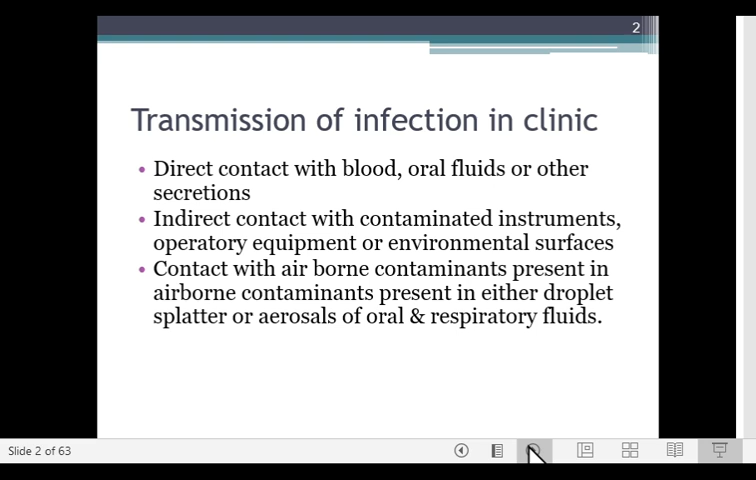 2
Transmission of infection in clinic
• Direct contact with blood, oral fluids or other
secretions
• Indirect contact with contaminated instruments,
operatory equipment or environmental surfaces
• Contact with air borne contaminants present in
airborne contaminants present in either droplet
splatter or aerosals of oral & respiratory fluids.
Slide 2 of 63